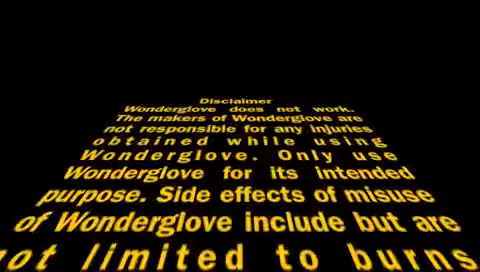 Disclaimer
Wonderglove does not work.
The makers of Wonderglove are
not responsible for any injuries
obtained while using
Wonderglove. Only use
Wonderglove for its intended
purpose. Side effects of misuse
of Wonderglove include but are
not limited to burns